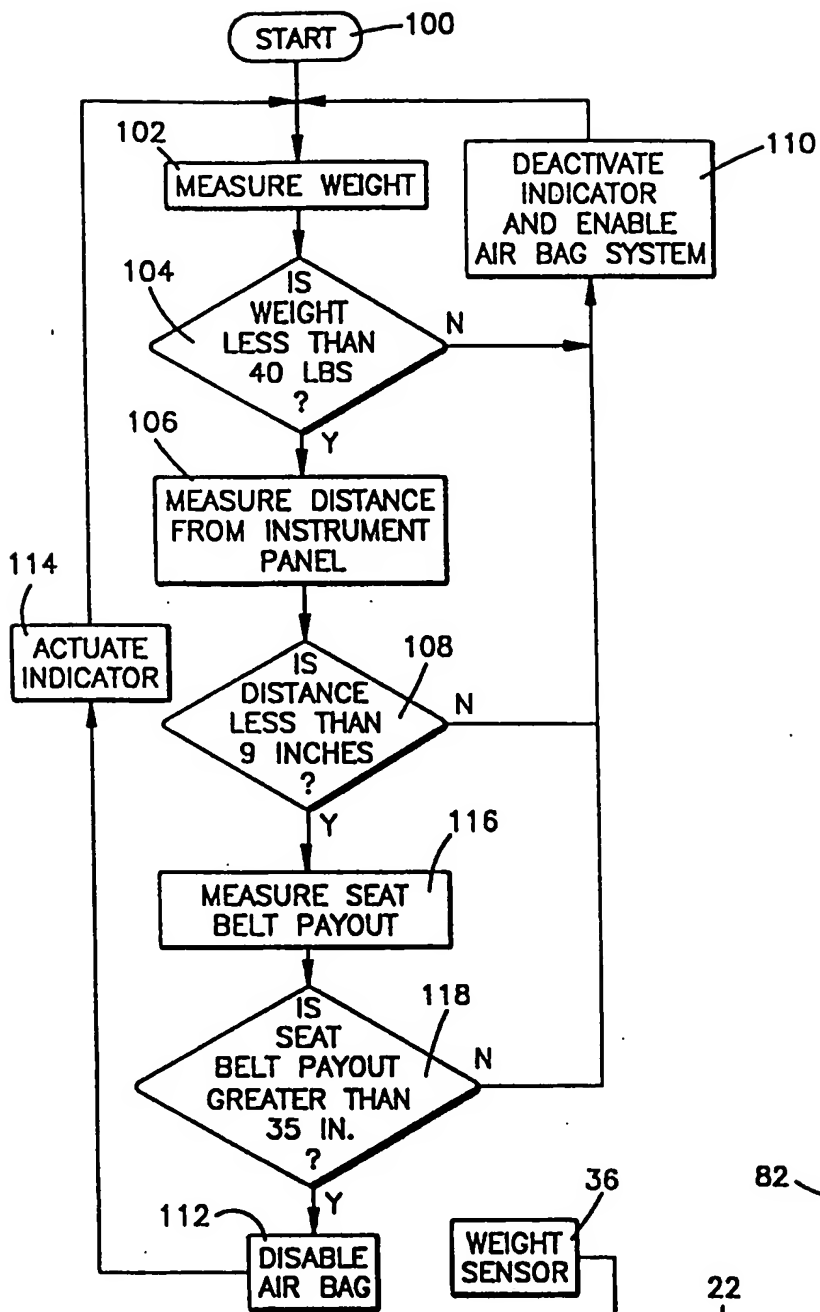 START
100
102
MEASURE WEIGHT
110
DEACTIVATE
INDICATOR
AND ENABLE
AIR BAG SYSTEM
104
IS
WEIGHT
LESS THAN
40 LBS
?
N
Y
106
MEASURE DISTANCE
FROM INSTRUMENT
PANEL
114
ACTUATE
INDICATOR
108
IS
DISTANCE
LESS THAN
9 INCHES
?
N
Y
116
MEASURE SEAT
BELT PAYOUT
118
IS
SEAT
BELT PAYOUT
GREATER THAN
35 IN.
?
N
Y
112
DISABLE
AIR BAG
36
WEIGHT
SENSOR
82
22